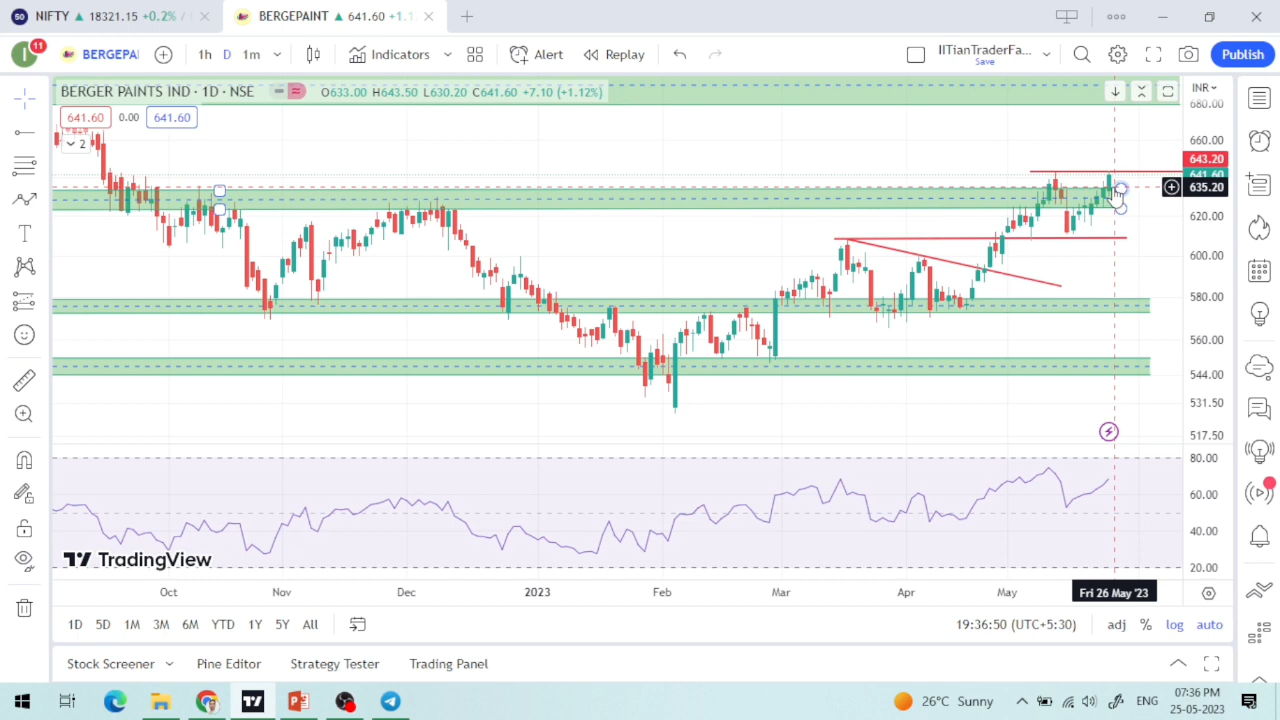 50 NIFTY ▲ 18321.15 +0.2% /
BERGEPAINT ▲ 641.60 +1.1
I 11 BERGEPA 1h D 1m Indicators Alert Replay IITianTraderFa... Save Publish
BERGER PAINTS IND · 1D · NSE O633.00 H643.50 L630.20 C641.60 +7.10 (+1.12%) INR
641.60 0.00 641.60
2
680.00
660.00
643.20
641.60
635.20
620.00
600.00
580.00
560.00
544.00
531.50
517.50
80.00
60.00
40.00
20.00
TradingView
Oct Nov Dec 2023 Feb Mar Apr May Fri 26 May '23
1D 5D 1M 3M 6M YTD 1Y 5Y All 19:36:50 (UTC+5:30) adj % log auto
Stock Screener Pine Editor Strategy Tester Trading Panel
26°C Sunny ENG 07:36 PM
25-05-2023